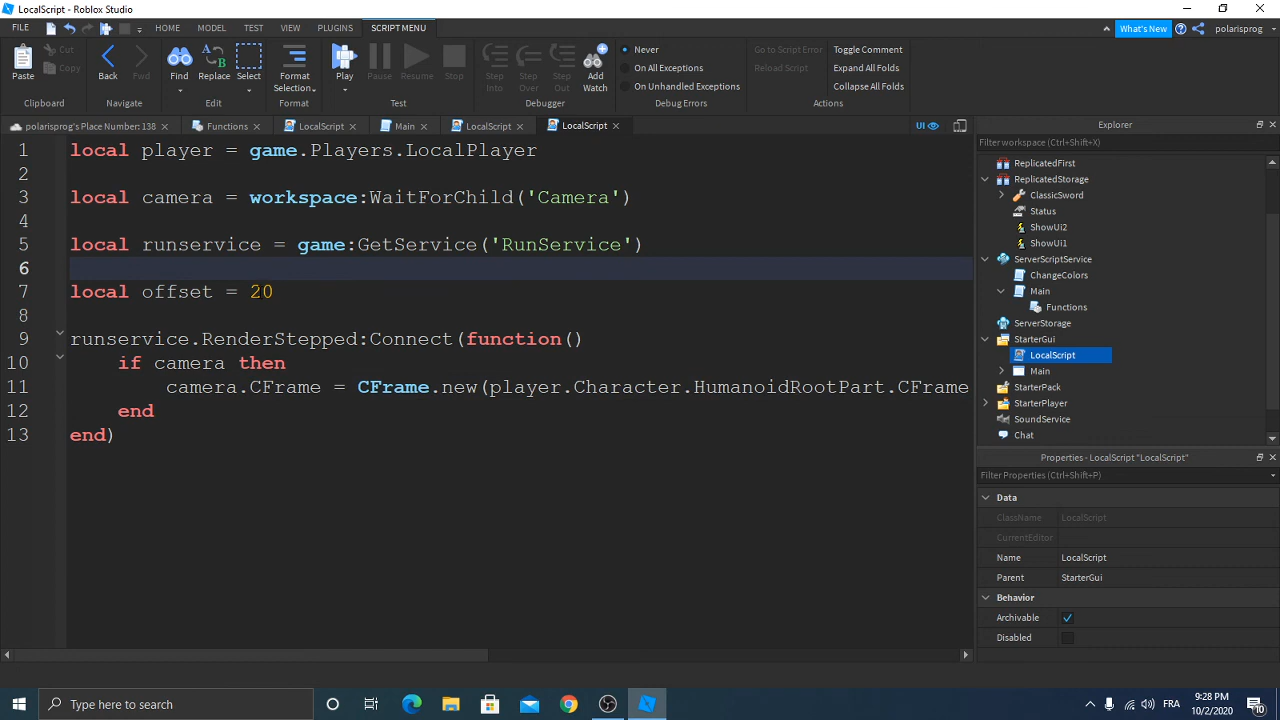 LocalScript - Roblox Studio
FILE HOME MODEL TEST VIEW PLUGINS SCRIPT MENU What's New polarisprog
Paste Cut Copy Clipboard
Back Fwd Navigate
Find Replace Select Edit
Format Selection Format
Play Pause Resume Stop Test
Step Into Step Over Step Out Add Watch Debugger
Never
On All Exceptions
On Unhandled Exceptions
Debug Errors
Go to Script Error
Reload Script
Toggle Comment
Expand All Folds
Collapse All Folds
Actions
polarisprog's Place Number: 138 Functions LocalScript Main LocalScript LocalScript UI
1 local player = game.Players.LocalPlayer
2
3 local camera = workspace:WaitForChild('Camera')
4
5 local runservice = game:GetService('RunService')
6
7 local offset = 20
8
9 runservice.RenderStepped:Connect(function()
10 if camera then
11 camera.CFrame = CFrame.new(player.Character.HumanoidRootPart.CFrame
12 end
13 end)
Explorer
Filter workspace (Ctrl+Shift+X)
ReplicatedFirst
ReplicatedStorage
ClassicSword
Status
ShowUi2
ShowUi1
ServerScriptService
ChangeColors
Main
Functions
ServerStorage
StarterGui
LocalScript
Main
StarterPack
StarterPlayer
SoundService
Chat
Properties - LocalScript "LocalScript"
Filter Properties (Ctrl+Shift+P)
Data
ClassName LocalScript
CurrentEditor
Name LocalScript
Parent StarterGui
Behavior
Archivable
Disabled
Type here to search
FRA
9:28 PM
10/2/2020
10